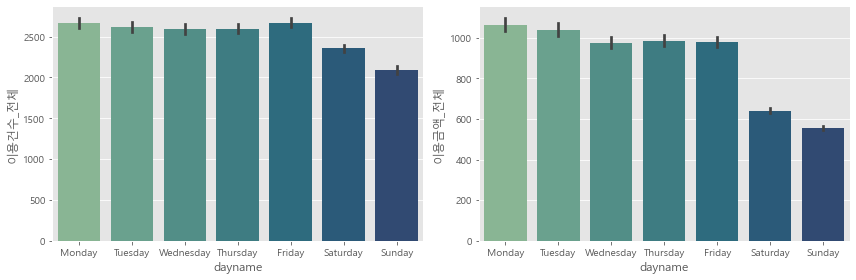 이용건수_전체
2500
2000
1500
1000
500
0
Monday Tuesday Wednesday Thursday Friday Saturday Sunday
dayname
이용금액_전체
1000
800
600
400
200
0
Monday Tuesday Wednesday Thursday Friday Saturday Sunday
dayname